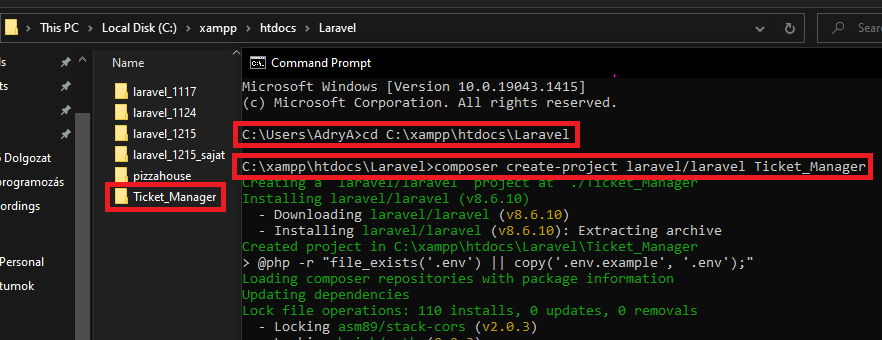 This PC > Local Disk (C:) > xampp > htdocs > Laravel
Sear
ls
ts
Dolgozat
programozás
ordings
Personal
tumok
Name
laravel_1117
laravel_1124
laravel_1215
laravel_1215_sajat
pizzahouse
Ticket_Manager
Command Prompt
Microsoft Windows [Version 10.0.19043.1415]
(c) Microsoft Corporation. All rights reserved.
C:\Users\AdryA>cd C:\xampp\htdocs\Laravel
C:\xampp\htdocs\Laravel>composer create-project laravel/laravel Ticket_Manager
Creating a "laravel/laravel" project at "./Ticket_Manager"
Installing laravel/laravel (v8.6.10)
- Downloading laravel/laravel (v8.6.10)
- Installing laravel/laravel (v8.6.10): Extracting archive
Created project in C:\xampp\htdocs\Laravel\Ticket_Manager
> @php -r "file_exists('.env') || copy('.env.example', '.env');"
Loading composer repositories with package information
Updating dependencies
Lock file operations: 110 installs, 0 updates, 0 removals
- Locking asm89/stack-cors (v2.0.3)